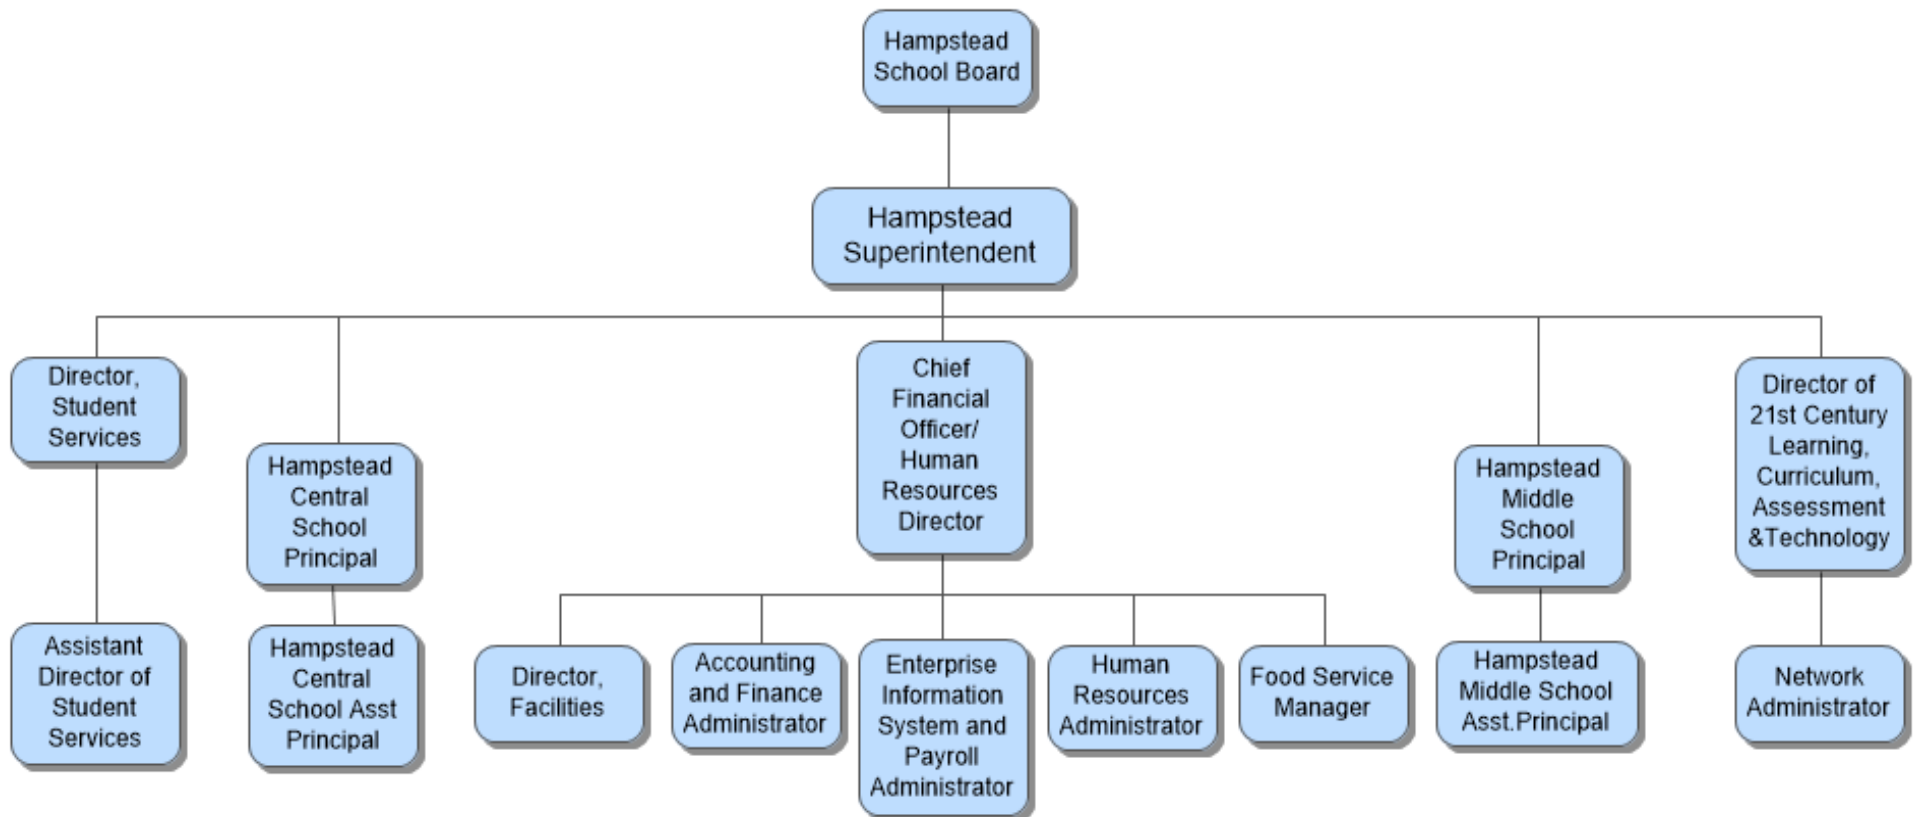 Hampstead
School Board
Hampstead
Superintendent
Director,
Student
Services
Hampstead
Central
School
Principal
Chief
Financial
Officer/
Human
Resources
Director
Hampstead
Middle
School
Principal
Director of
21st Century
Learning,
Curriculum,
Assessment
&Technology
Assistant
Director of
Student
Services
Hampstead
Central
School Asst
Principal
Director,
Facilities
Accounting
and Finance
Administrator
Enterprise
Information
System and
Payroll
Administrator
Human
Resources
Administrator
Food Service
Manager
Hampstead
Middle School
Asst.Principal
Network
Administrator